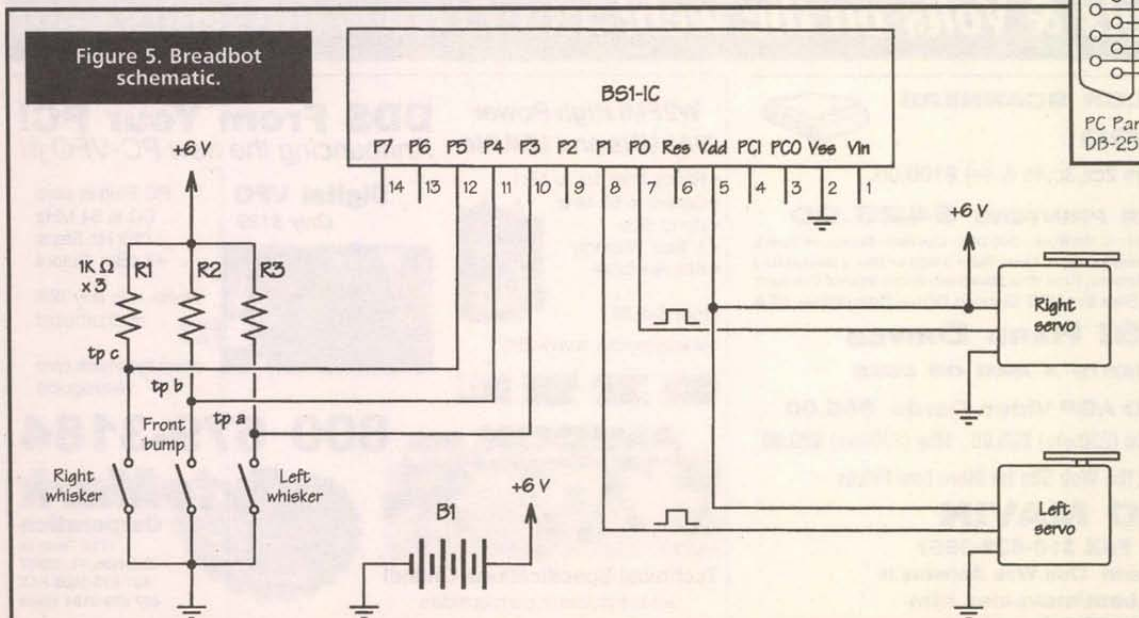 Figure 5. Breadbot
schematic.
BS1-IC
P7 P6 P5 P4 P3 P2 P1 P0 Res Vdd PCI PCO Vss Vin
14 13 12 11 10 9 8 7 6 5 4 3 2 1
PC Par
DB-25
+6 V
1K Ω
x 3
R1 R2 R3
tp c
tp b
tp a
Front
bump
Right
whisker
Left
whisker
B1
+6 V
+6 V
Right
servo
Left
servo